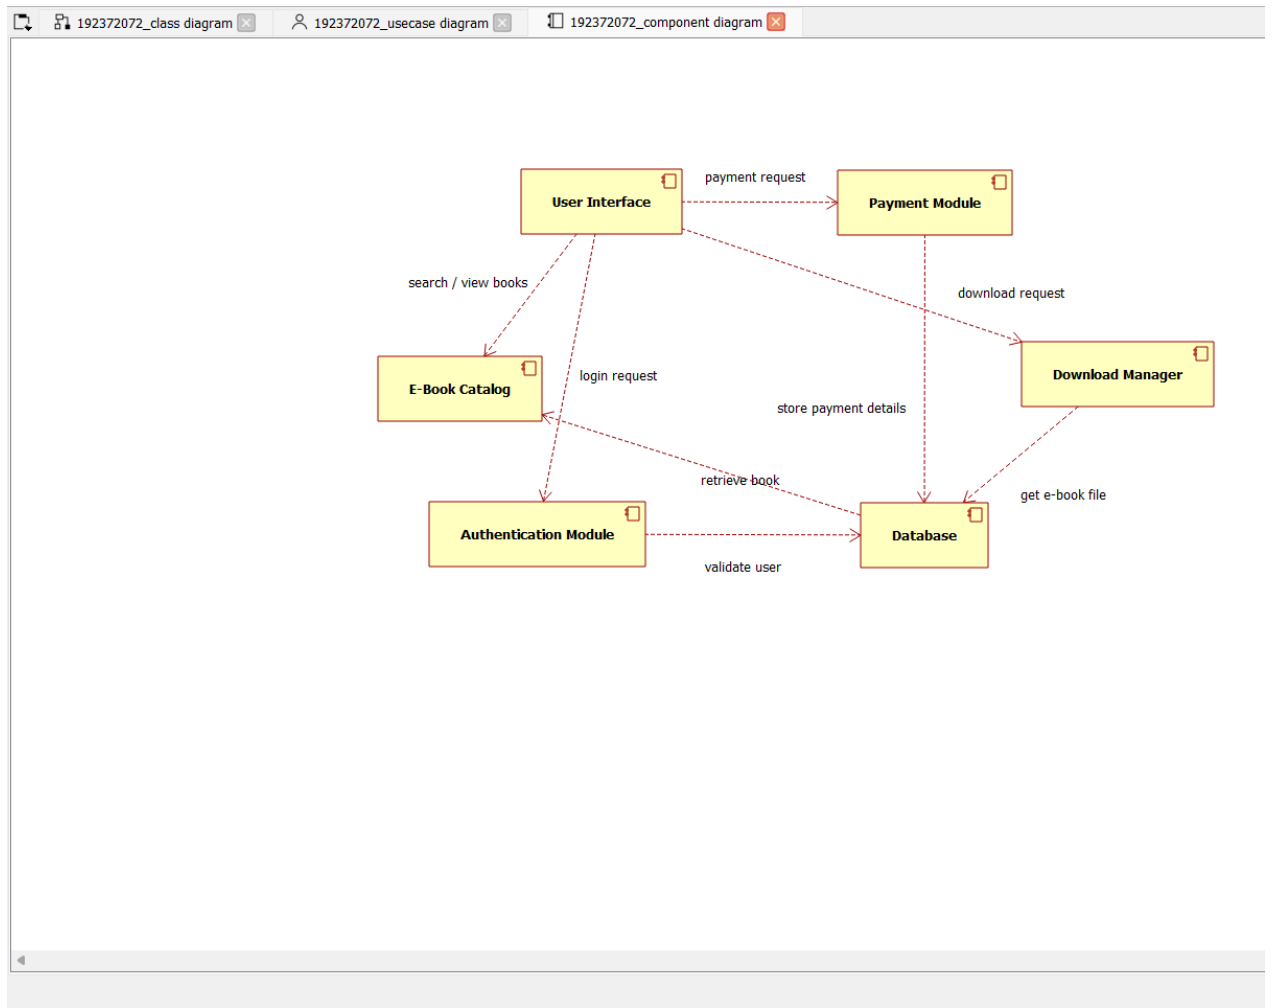 192372072_class diagram
192372072_usecase diagram
192372072_component diagram
payment request
User Interface
Payment Module
search / view books
download request
login request
E-Book Catalog
Download Manager
store payment details
retrieve book
get e-book file
Authentication Module
Database
validate user